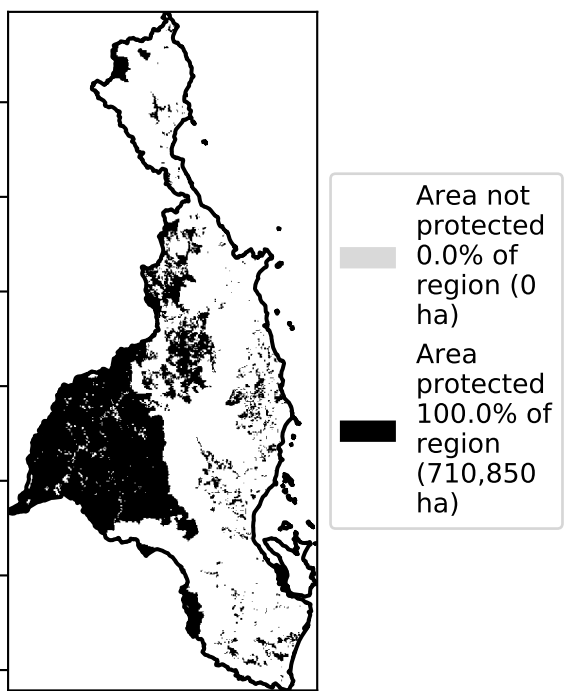 Area not
protected
0.0% of
region (0
ha)
Area
protected
100.0% of
region
(710,850
ha)